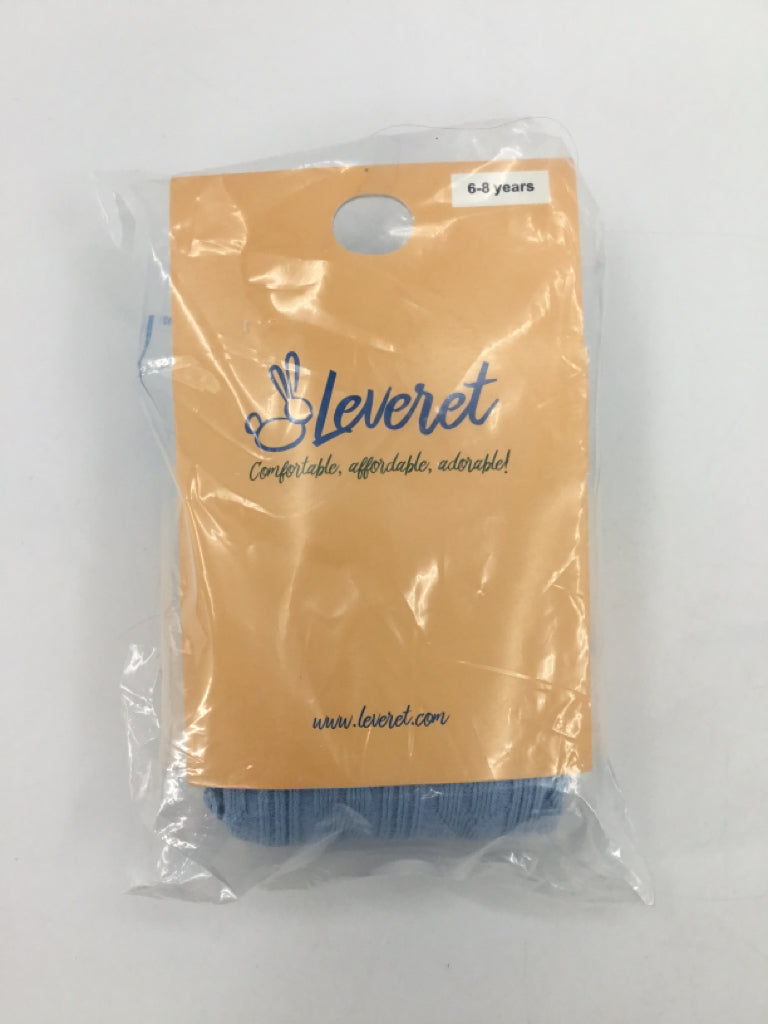 6-8 years
Leveret
Comfortable, affordable, adorable!
www.leveret.com